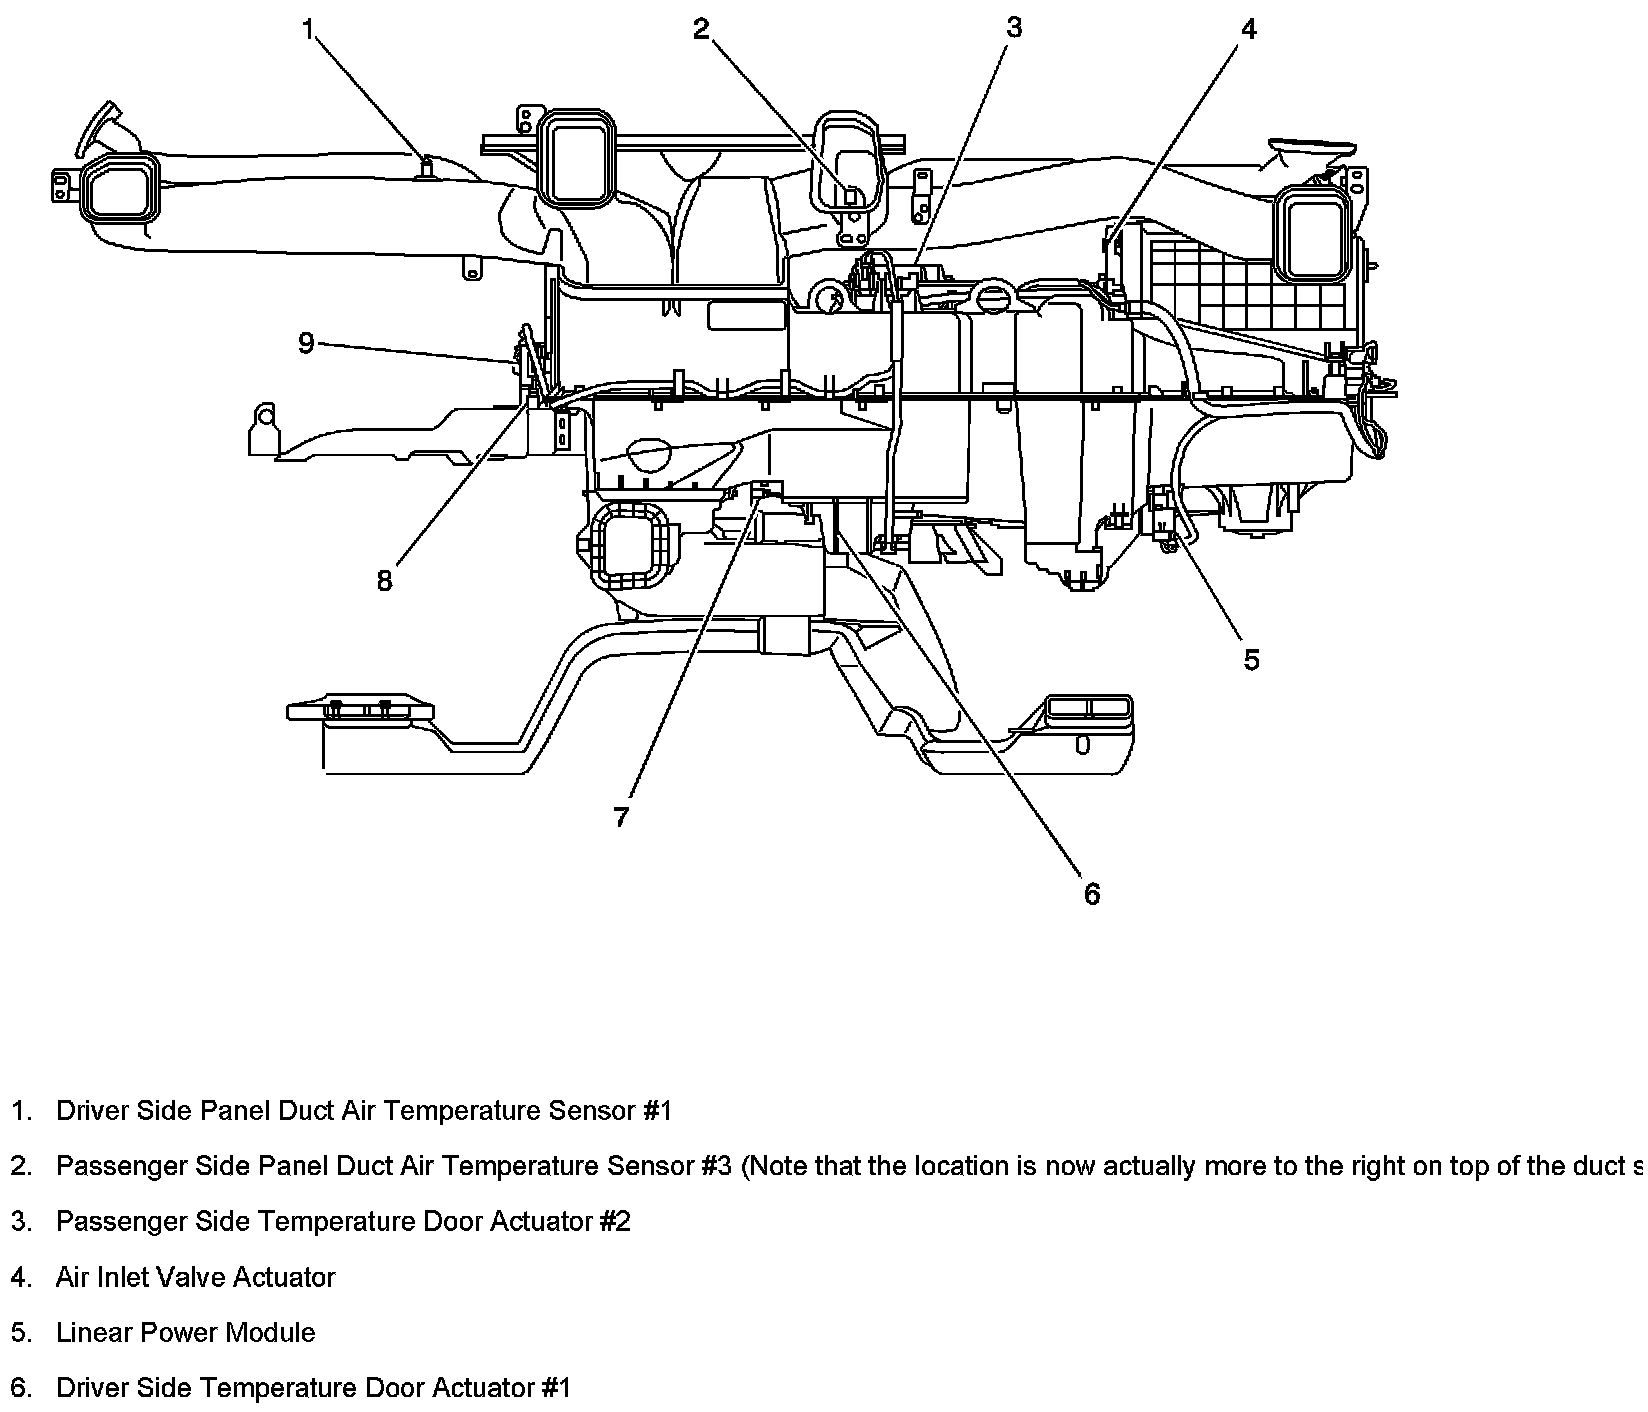 1
2
3
4
9
8
5
7
6
1. Driver Side Panel Duct Air Temperature Sensor #1
2. Passenger Side Panel Duct Air Temperature Sensor #3 (Note that the location is now actually more to the right on top of the duct s
3. Passenger Side Temperature Door Actuator #2
4. Air Inlet Valve Actuator
5. Linear Power Module
6. Driver Side Temperature Door Actuator #1